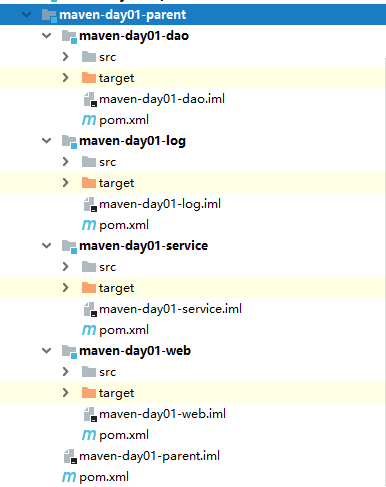 maven-day01-parent
maven-day01-dao
src
target
maven-day01-dao.iml
pom.xml
maven-day01-log
src
target
maven-day01-log.iml
pom.xml
maven-day01-service
src
target
maven-day01-service.iml
pom.xml
maven-day01-web
src
target
maven-day01-web.iml
pom.xml
maven-day01-parent.iml
pom.xml